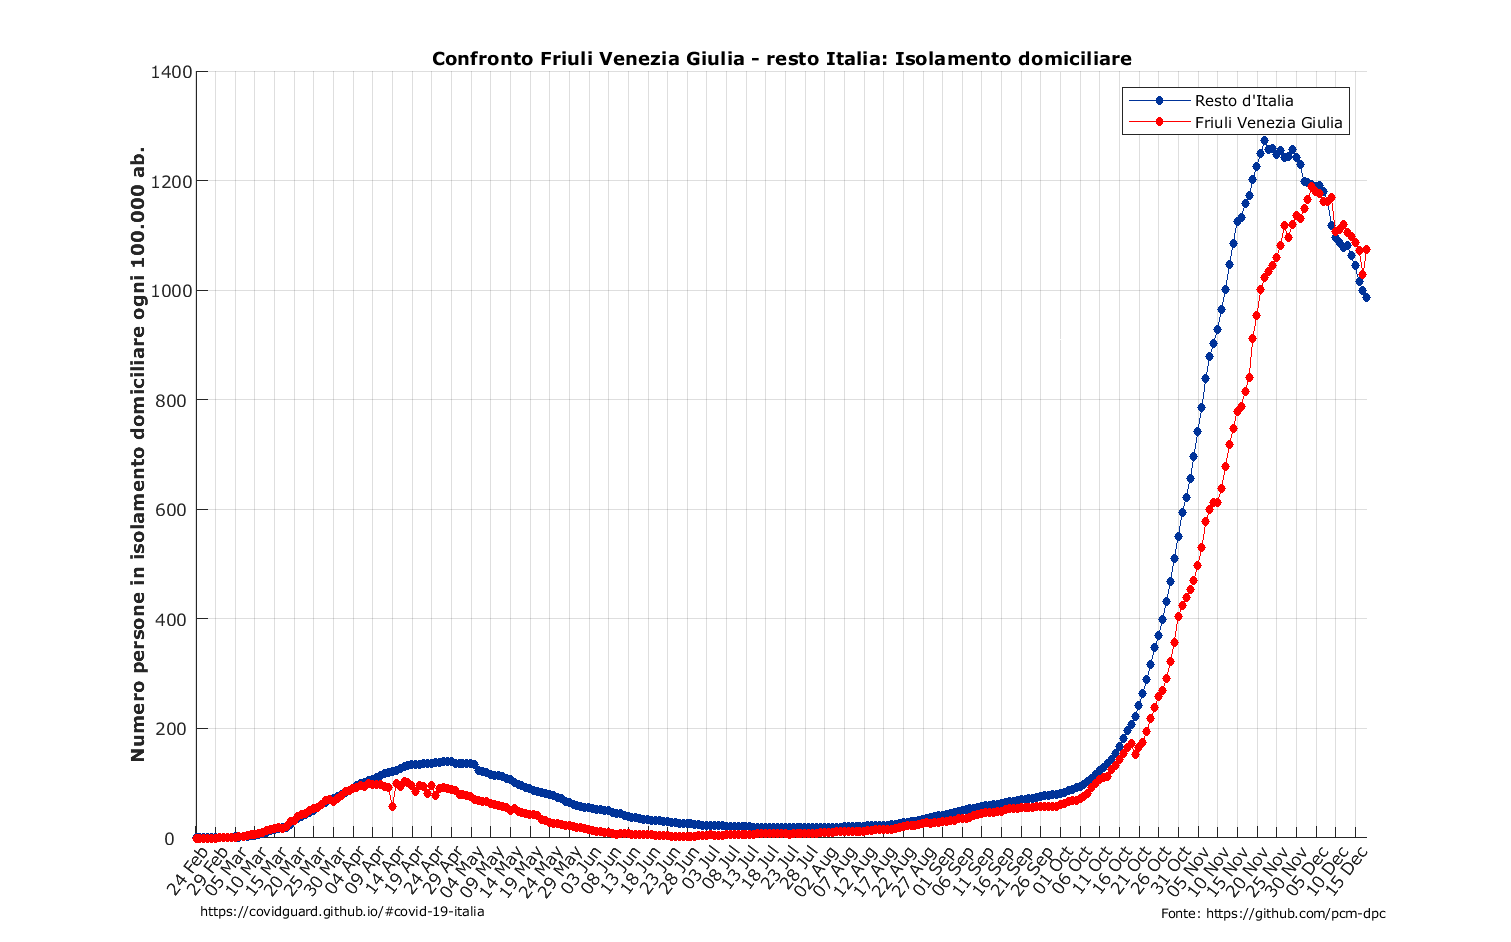 Confronto Friuli Venezia Giulia - resto Italia: Isolamento domiciliare
Resto d'Italia
Friuli Venezia Giulia
Numero persone in isolamento domiciliare ogni 100.000 ab.
1400
1200
1000
800
600
400
200
0
24 Feb
29 Feb
05 Mar
10 Mar
15 Mar
20 Mar
25 Mar
30 Mar
04 Apr
09 Apr
14 Apr
19 Apr
24 Apr
29 Apr
04 May
09 May
14 May
19 May
24 May
29 May
03 Jun
08 Jun
13 Jun
18 Jun
23 Jun
28 Jun
03 Jul
08 Jul
13 Jul
18 Jul
23 Jul
28 Jul
02 Aug
07 Aug
12 Aug
17 Aug
22 Aug
27 Aug
01 Sep
06 Sep
11 Sep
16 Sep
21 Sep
26 Sep
01 Oct
06 Oct
11 Oct
16 Oct
21 Oct
26 Oct
31 Oct
05 Nov
10 Nov
15 Nov
20 Nov
25 Nov
30 Nov
05 Dec
10 Dec
15 Dec
https://covidguard.github.io/#covid-19-italia
Fonte: https://github.com/pcm-dpc